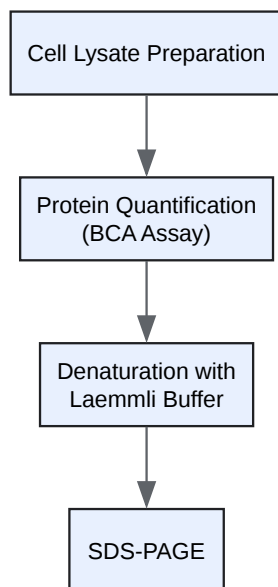 Cell Lysate Preparation
Protein Quantification
(BCA Assay)
Denaturation with
Laemmli Buffer
SDS-PAGE